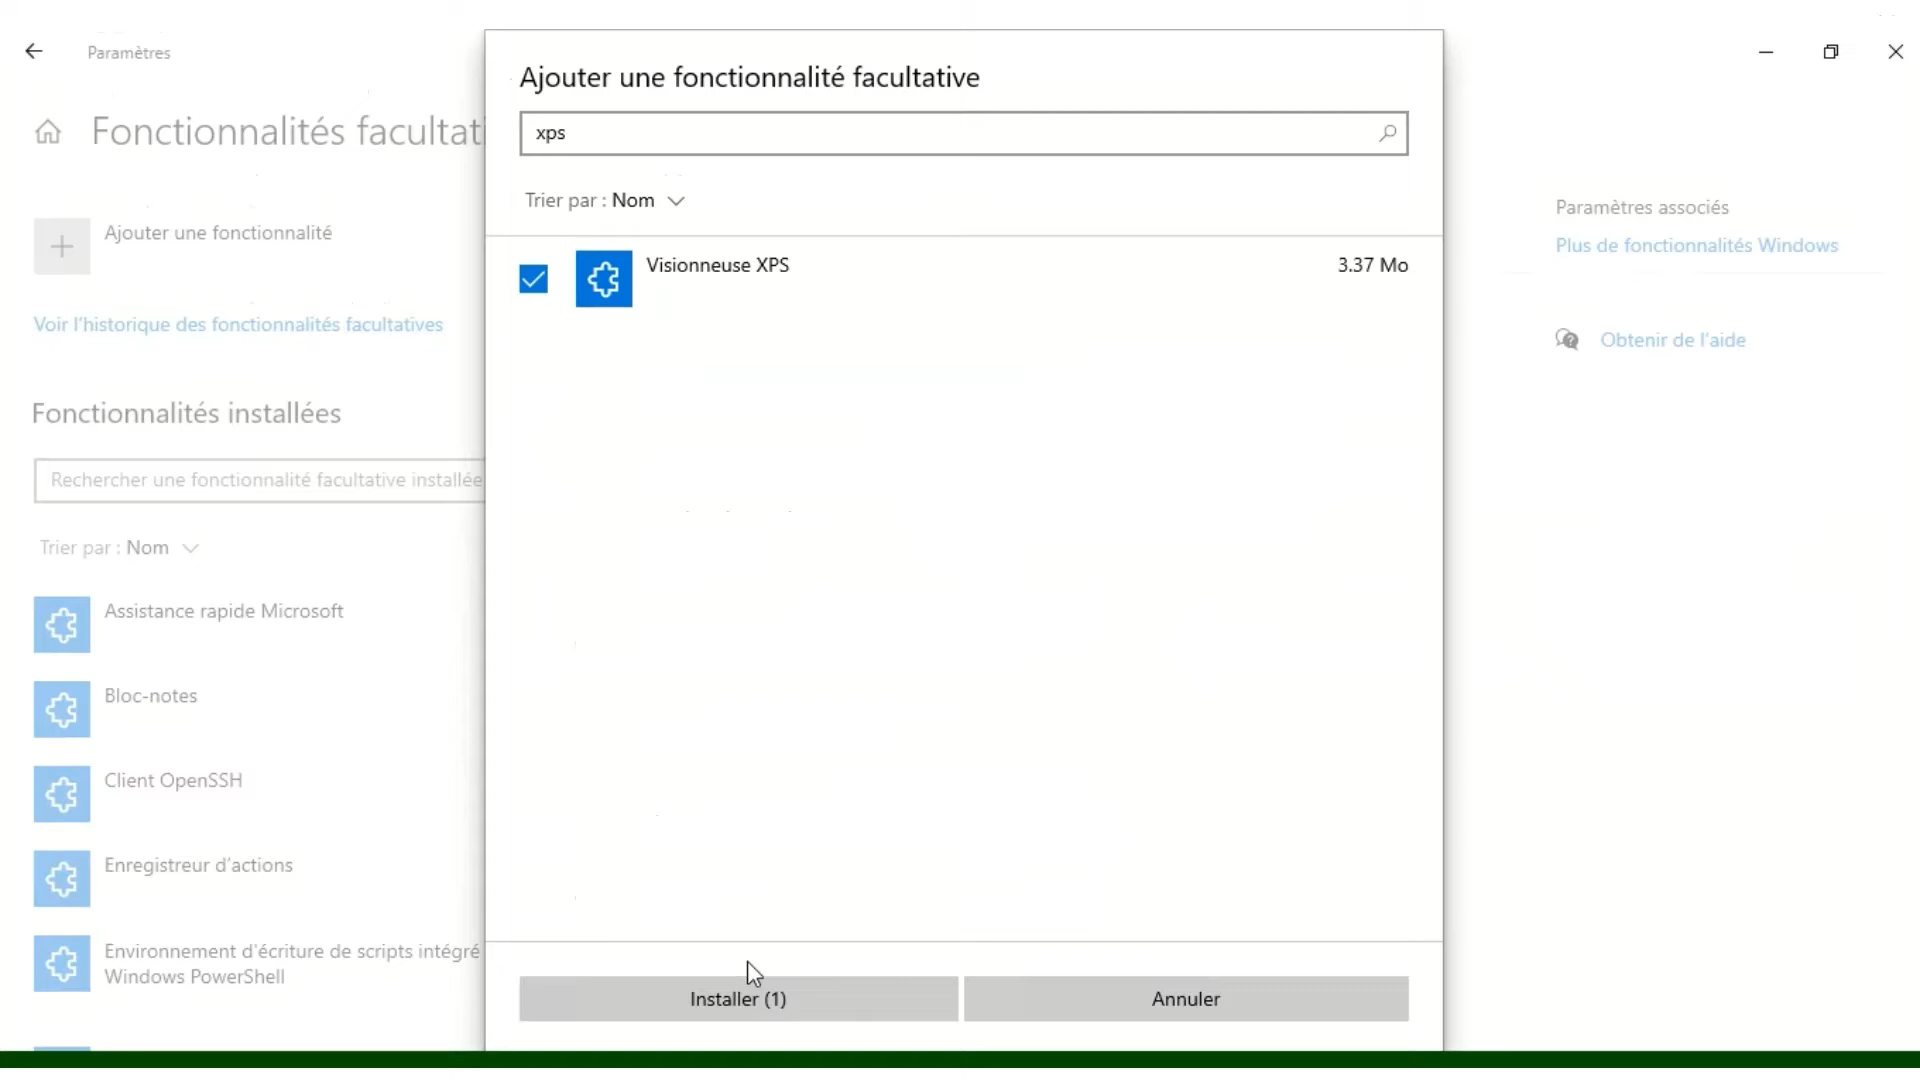 Paramètres
Fonctionnalités facultati
Ajouter une fonctionnalité
Voir l'historique des fonctionnalités facultatives
Fonctionnalités installées
Rechercher une fonctionnalité facultative installée
Trier par : Nom
Assistance rapide Microsoft
Bloc-notes
Client OpenSSH
Enregistreur d'actions
Environnement d'écriture de scripts intégré
Windows PowerShell
Ajouter une fonctionnalité facultative
xps
Trier par : Nom
Visionneuse XPS
3.37 Mo
Installer (1)
Annuler
Paramètres associés
Plus de fonctionnalités Windows
Obtenir de l'aide